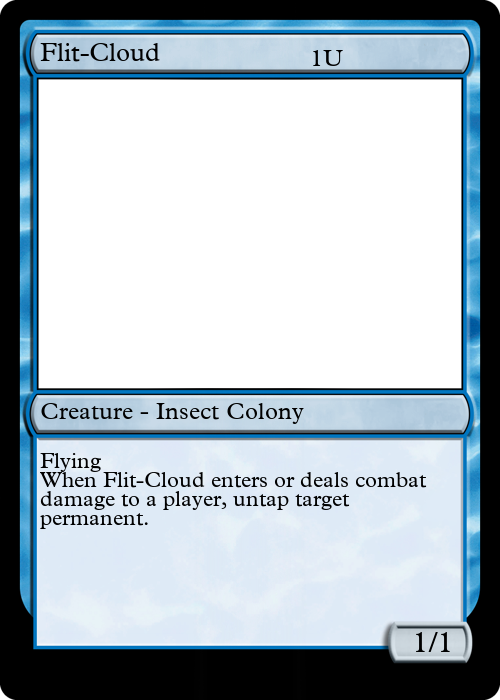 Flit-Cloud 1U
Creature - Insect Colony
Flying
When Flit-Cloud enters or deals combat
damage to a player, untap target
permanent.
1/1